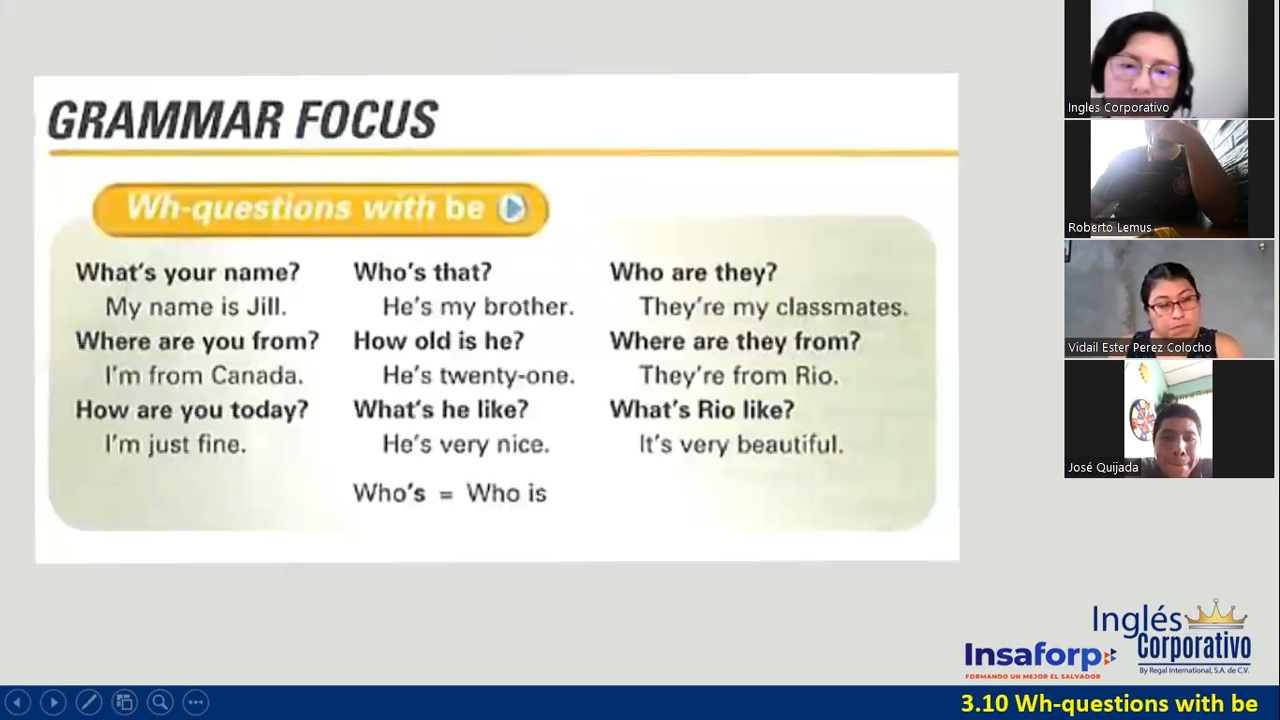 GRAMMAR FOCUS
Wh-questions with be
What's your name?
My name is Jill.
Where are you from?
I'm from Canada.
How are you today?
I'm just fine.
Who's that?
He's my brother.
How old is he?
He's twenty-one.
What's he like?
He's very nice.
Who's = Who is
Who are they?
They're my classmates.
Where are they from?
They're from Rio.
What's Rio like?
It's very beautiful.
Ingles Corporativo
Roberto Lemus
Vidail Ester Perez Colocho
José Quijada
Insaforp
FORMANDO UN MEJOR EL SALVADOR
Inglés
Corporativo
By Regal International, S.A. de C.V.
3.10 Wh-questions with be